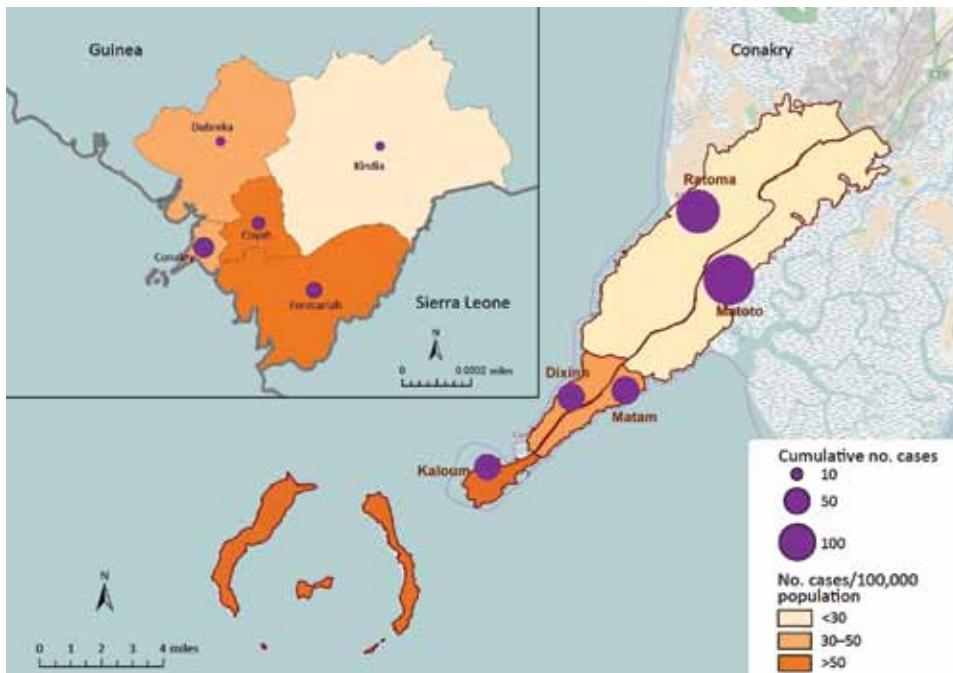 Guinea
Dubreka
Kindia
Coyah
Conakry
Forecariah
Sierra Leone
N
0 0.0002 miles
Conakry
Ratoma
Matoto
Dixinn
Matam
Kaloum
N
0 1 2 3 4 miles
Cumulative no. cases
10
50
100
No. cases/100,000
population
<30
30–50
>50